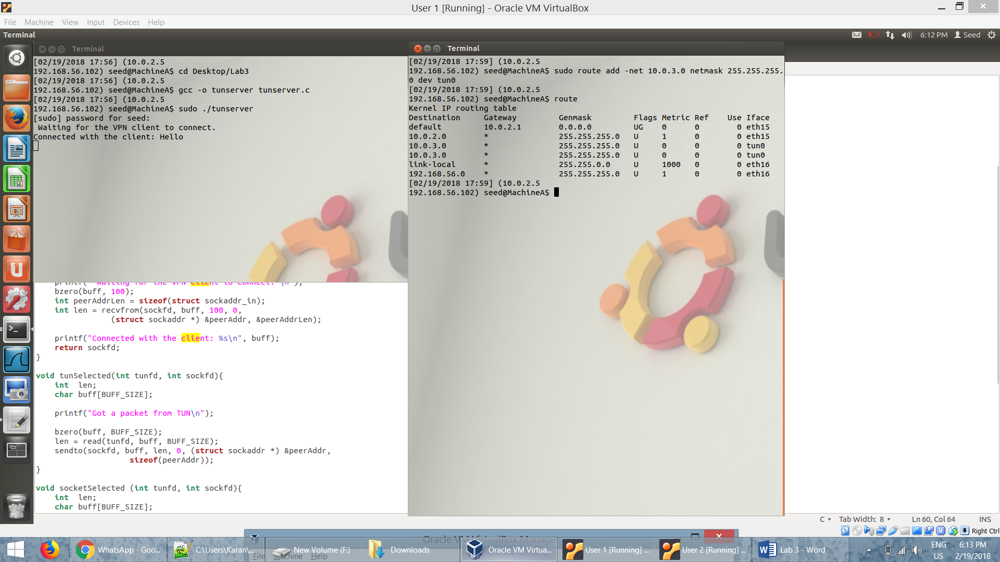 User 1 [Running] - Oracle VM VirtualBox
File Machine View Input Devices Help
Terminal
6:12 PM Seed
Terminal
[02/19/2018 17:56] (10.0.2.5
192.168.56.102) seed@MachineA$ cd Desktop/Lab3
[02/19/2018 17:56] (10.0.2.5
192.168.56.102) seed@MachineA$ gcc -o tunserver tunserver.c
[02/19/2018 17:56] (10.0.2.5
192.168.56.102) seed@MachineA$ sudo ./tunserver
[sudo] password for seed:
Waiting for the VPN client to connect.
Connected with the client: Hello
Terminal
[02/19/2018 17:59] (10.0.2.5
192.168.56.102) seed@MachineA$ sudo route add -net 10.0.3.0 netmask 255.255.255.
0 dev tun0
[02/19/2018 17:59] (10.0.2.5
192.168.56.102) seed@MachineA$ route
Kernel IP routing table
Destination Gateway Genmask Flags Metric Ref Use Iface
default 10.0.2.1 0.0.0.0 UG 0 0 0 eth15
10.0.2.0 * 255.255.255.0 U 1 0 0 eth15
10.0.3.0 * 255.255.255.0 U 0 0 0 tun0
10.0.3.0 * 255.255.255.0 U 0 0 0 tun0
link-local * 255.255.0.0 U 1000 0 0 eth16
192.168.56.0 * 255.255.255.0 U 1 0 0 eth16
[02/19/2018 17:59] (10.0.2.5
192.168.56.102) seed@MachineA$
printf(" Waiting for the VPN client to connect. \n");
bzero(buff, 100);
int peerAddrLen = sizeof(struct sockaddr_in);
int len = recvfrom(sockfd, buff, 100, 0,
(struct sockaddr *) &peerAddr, &peerAddrLen);
printf("Connected with the client: %s\n", buff);
return sockfd;
}
void tunSelected(int tunfd, int sockfd){
int len;
char buff[BUFF_SIZE];
printf("Got a packet from TUN\n");
bzero(buff, BUFF_SIZE);
len = read(tunfd, buff, BUFF_SIZE);
sendto(sockfd, buff, len, 0, (struct sockaddr *) &peerAddr,
sizeof(peerAddr));
}
void socketSelected (int tunfd, int sockfd){
int len;
char buff[BUFF_SIZE];
C Tab Width: 8 Ln 60, Col 64 INS
Right Ctrl
Oracle VM VirtualBox Manager
File Machine Help
WhatsApp - Goo... C:\Users\Karan\... New Volume (F:) Downloads Oracle VM Virtua... User 1 [Running] ... User 2 [Running] ... Lab 3 - Word
ENG
US
6:13 PM
2/19/2018